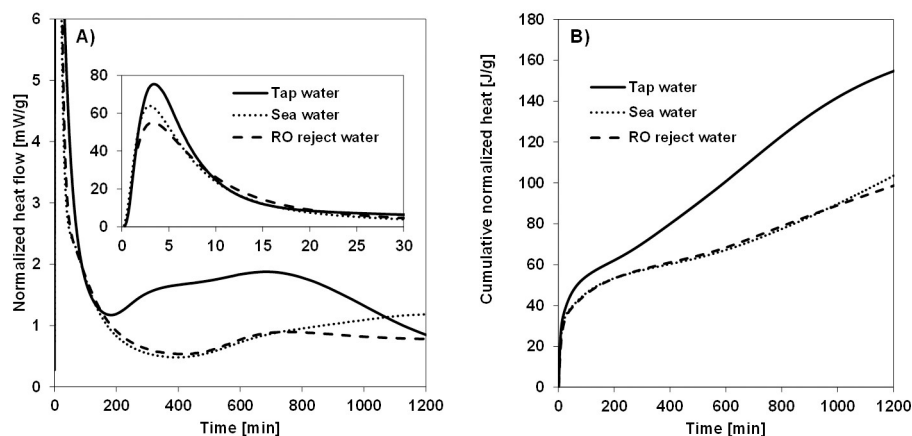 A)
Normalized heat flow [mW/g]
6
5
4
3
2
1
0
0 200 400 600 800 1000 1200
Time [min]
80
60
40
20
0
0 5 10 15 20 25 30
Tap water
Sea water
RO reject water
B)
Cumulative normalized heat [J/g]
180
160
140
120
100
80
60
40
20
0
0 200 400 600 800 1000 1200
Time [min]
Tap water
Sea water
RO reject water